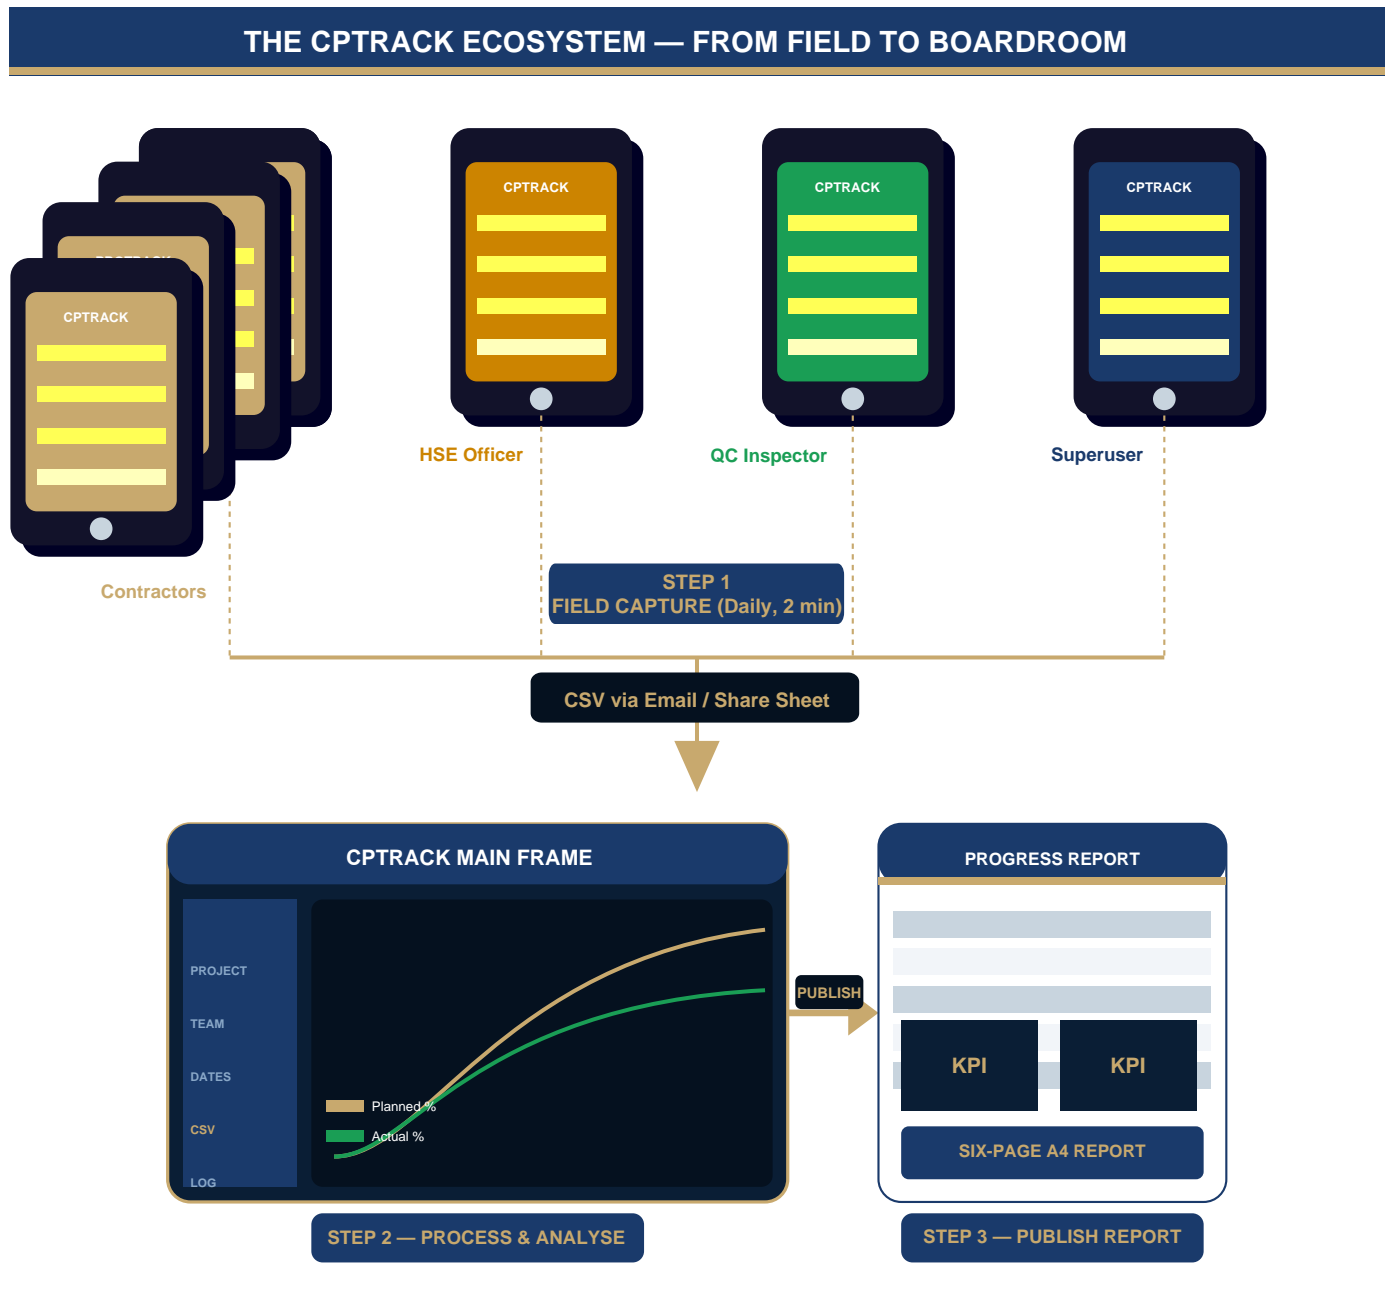 THE CPTRACK ECOSYSTEM — FROM FIELD TO BOARDROOM
CPTRACK
CPTRACK
CPTRACK
CPTRACK
HSE Officer
QC Inspector
Superuser
Contractors
STEP 1
FIELD CAPTURE (Daily, 2 min)
CSV via Email / Share Sheet
CPTRACK MAIN FRAME
PROJECT
TEAM
DATES
CSV
LOG
Planned %
Actual %
PUBLISH
PROGRESS REPORT
KPI
KPI
SIX-PAGE A4 REPORT
STEP 2 — PROCESS & ANALYSE
STEP 3 — PUBLISH REPORT